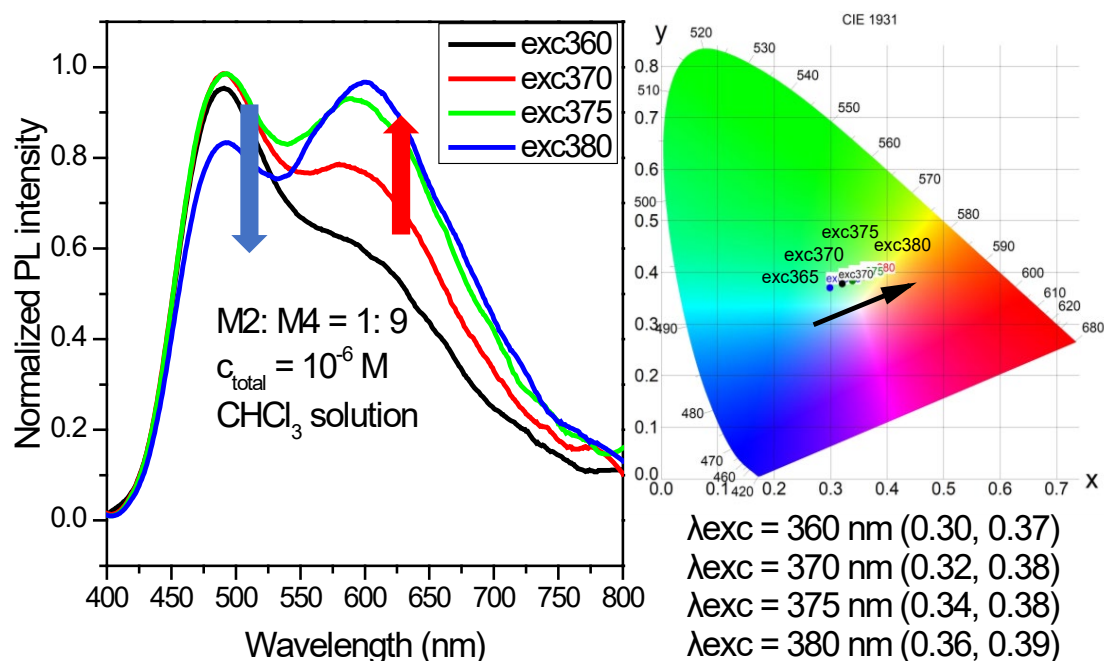 Normalized PL intensity
1.0
0.8
0.6
0.4
0.2
0.0
400 450 500 550 600 650 700 750 800
Wavelength (nm)
exc360
exc370
exc375
exc380
M2: M4 = 1: 9
c_total = 10^-6 M
CHCl₃ solution
CIE 1931
y
0.8
0.7
0.6
0.5
0.4
0.3
0.2
0.1
0.0
0.0 0.1 0.2 0.3 0.4 0.5 0.6 0.7
x
520
530
540
550
560
570
580
590
600
610
620
680
510
500
490
480
470
460
420
exc375
exc370
exc380
exc365
exc370
λexc = 360 nm (0.30, 0.37)
λexc = 370 nm (0.32, 0.38)
λexc = 375 nm (0.34, 0.38)
λexc = 380 nm (0.36, 0.39)